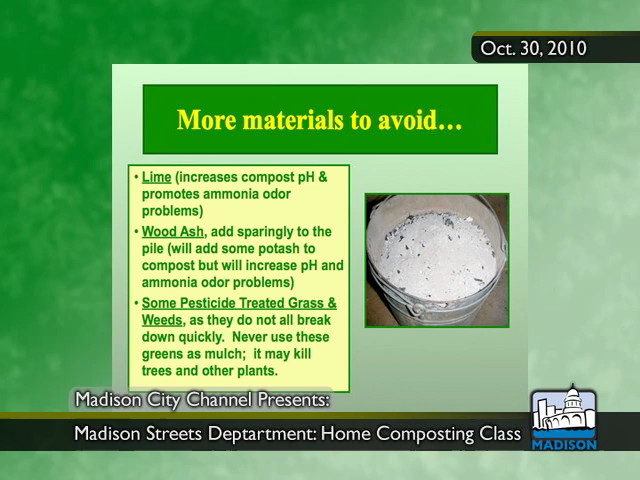 Oct. 30, 2010
More materials to avoid...
• Lime (increases compost pH &
promotes ammonia odor
problems)
• Wood Ash, add sparingly to the
pile (will add some potash to
compost but will increase pH and
ammonia odor problems)
• Some Pesticide Treated Grass &
Weeds, as they do not all break
down quickly. Never use these
greens as mulch; it may kill
trees and other plants.
Madison City Channel Presents:
Madison Streets Deptartment: Home Composting Class
MADISON